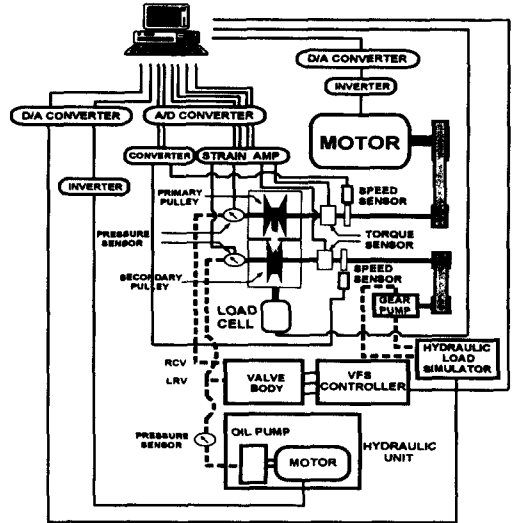 D/A CONVERTER
INVERTER
D/A CONVERTER
A/D CONVERTER
MOTOR
CONVERTER
STRAIN AMP
INVERTER
PRIMARY
PULLEY
SPEED
SENSOR
PRESSURE
SENSOR
TORQUE
SENSOR
SECONDARY
PULLEY
SPEED
SENSOR
GEAR
PUMP
LOAD
CELL
HYDRAULIC
LOAD
SIMULATOR
RCV
LRV
VALVE
BODY
VFS
CONTROLLER
PRESSURE
SENSOR
OIL PUMP
MOTOR
HYDRAULIC
UNIT